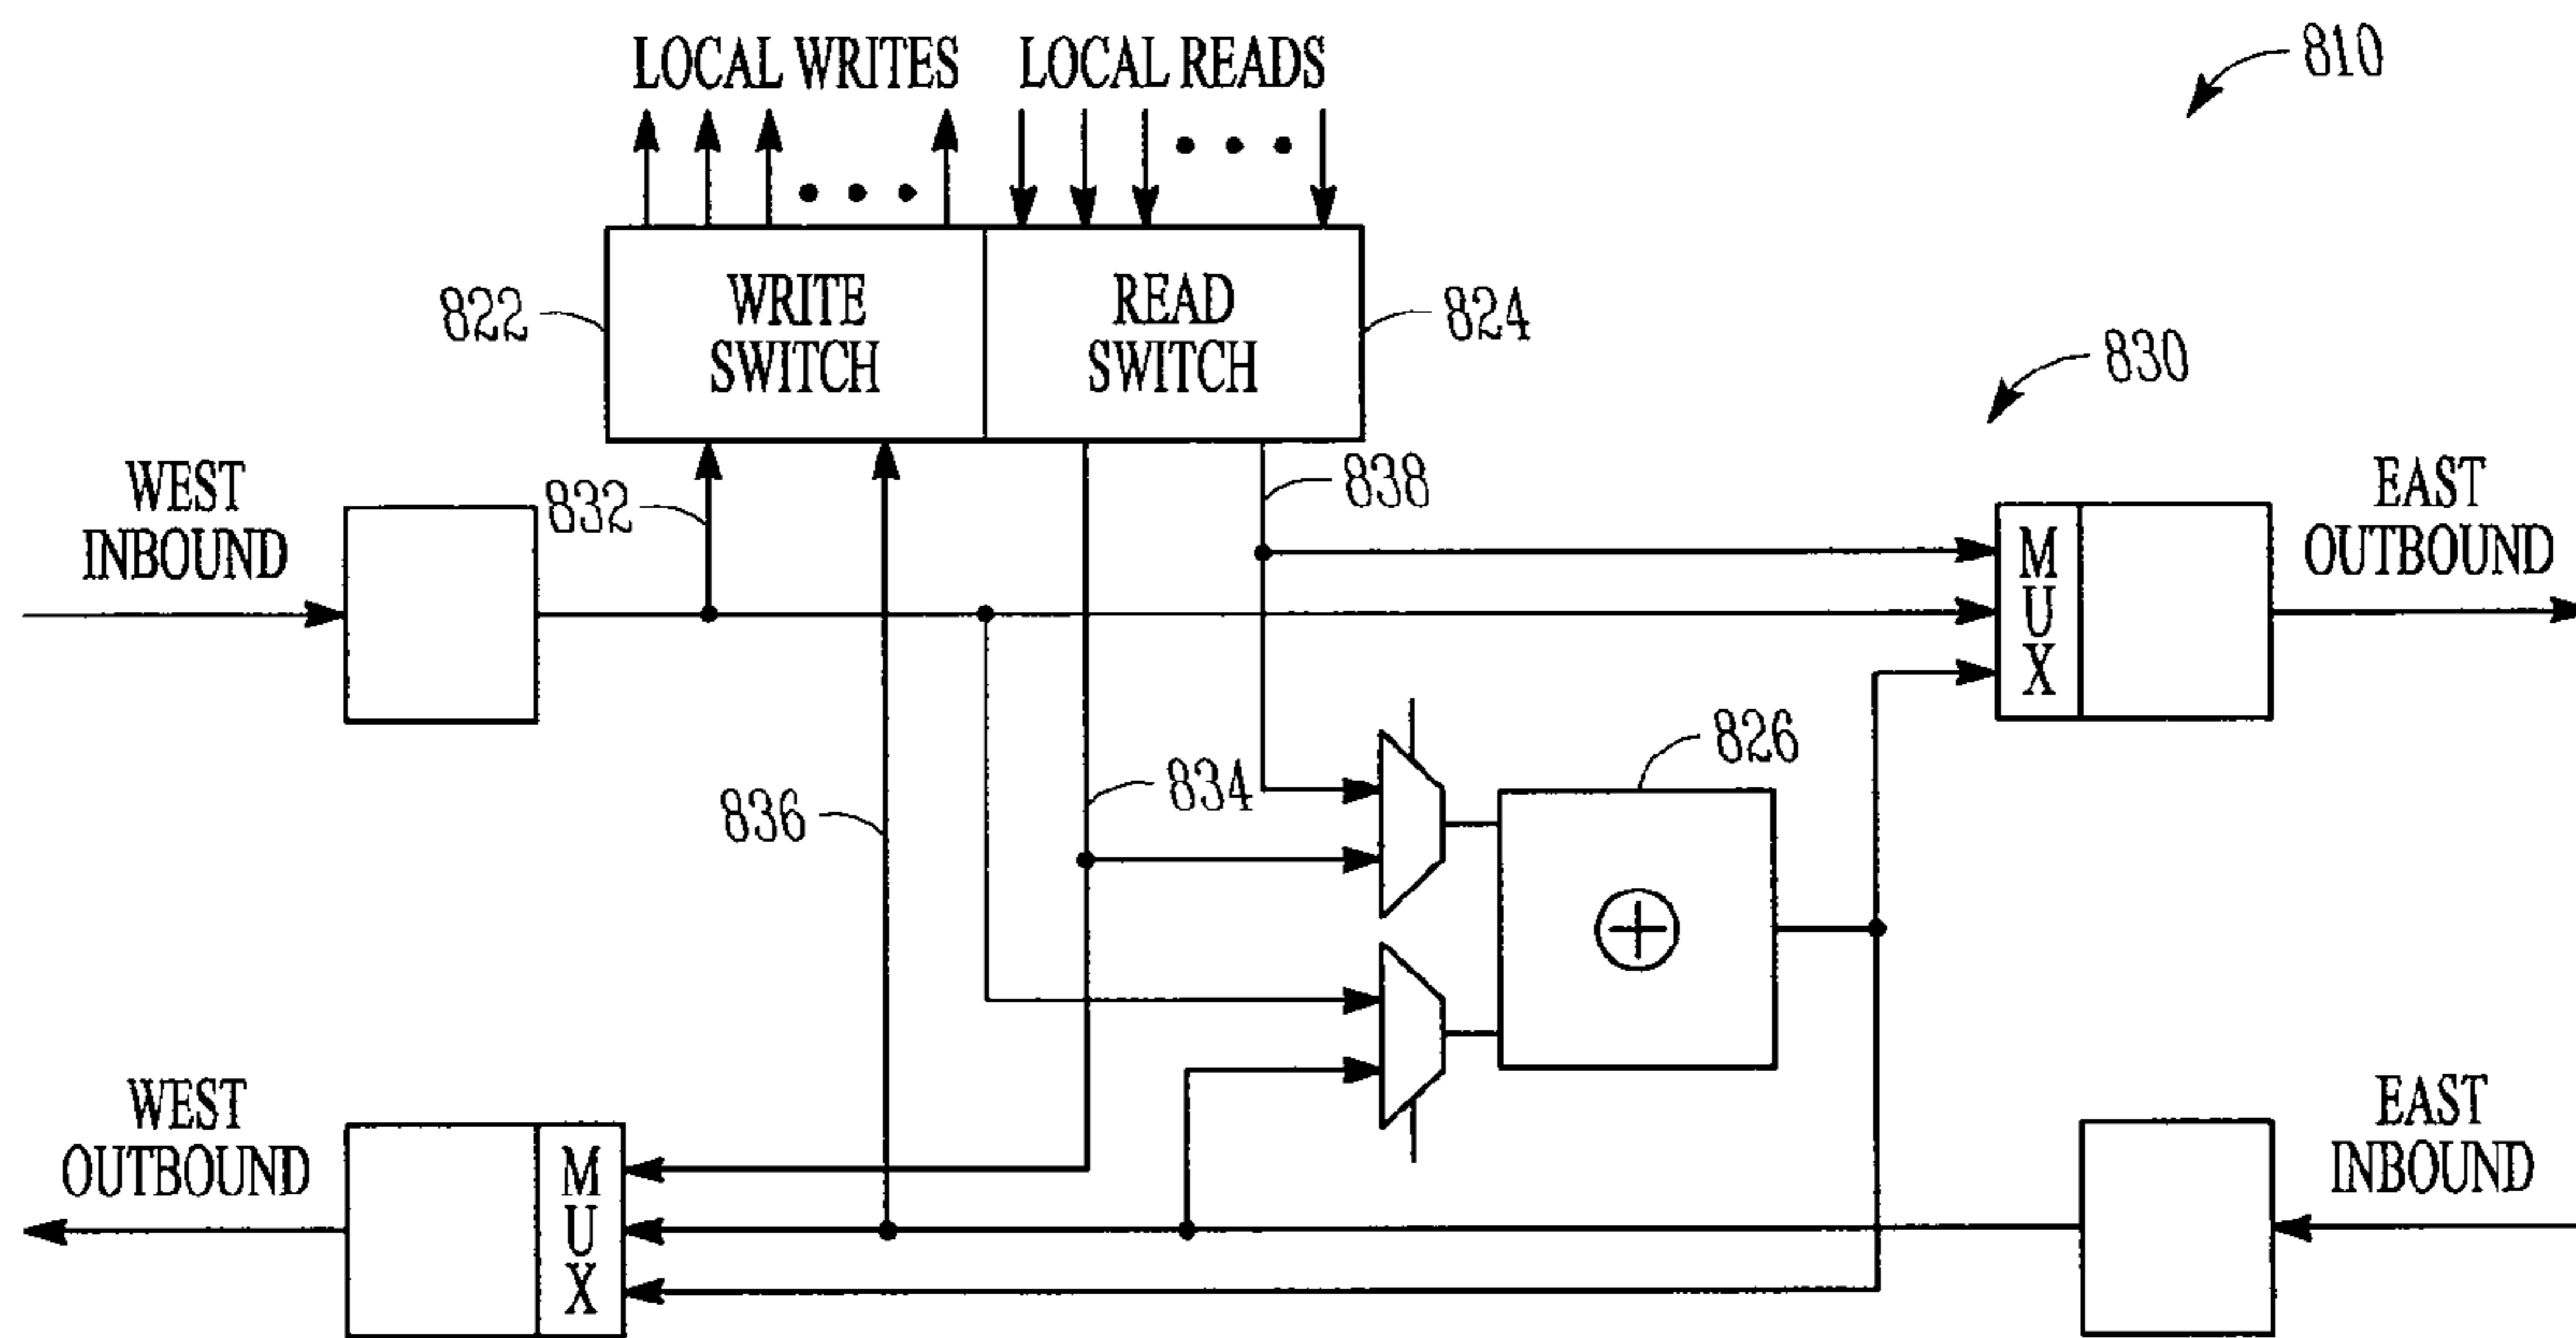 LOCAL WRITES
LOCAL READS
810
822
WRITE
SWITCH
READ
SWITCH
824
830
WEST
INBOUND
832
838
EAST
OUTBOUND
M
U
X
826
834
836
WEST
OUTBOUND
M
U
X
EAST
INBOUND